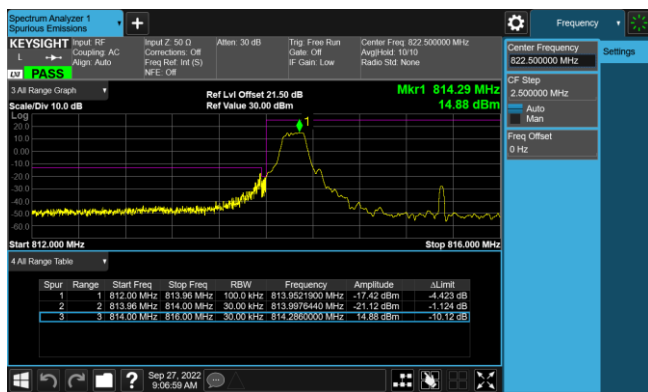 Spectrum Analyzer 1
Spurious Emissions
Frequency
KEYSIGHT
L
LXI PASS
Input: RF
Coupling: AC
Align: Auto
Input Z: 50 Ω
Corrections: Off
Freq Ref: Int (S)
NFE: Off
Atten: 30 dB
Trig: Free Run
Gate: Off
IF Gain: Low
Center Freq: 822.500000 MHz
Avg|Hold: 10/10
Radio Std: None
Center Frequency
822.500000 MHz
Settings
CF Step
2.500000 MHz
Auto
Man
Freq Offset
0 Hz
3 All Range Graph
Scale/Div 10.0 dB
Ref Lvl Offset 21.50 dB
Ref Value 30.00 dBm
Mkr1 814.29 MHz
14.88 dBm
Log
20.0
10.0
0.00
-10.0
-20.0
-30.0
-40.0
-50.0
-60.0
1
Start 812.000 MHz
Stop 816.000 MHz
4 All Range Table
Spur Range Start Freq Stop Freq RBW Frequency Amplitude ΔLimit
1 1 812.00 MHz 813.96 MHz 100.0 kHz 813.9521900 MHz -17.42 dBm -4.423 dB
2 2 813.96 MHz 814.00 MHz 30.00 kHz 813.9976440 MHz -21.12 dBm -1.124 dB
3 3 814.00 MHz 816.00 MHz 30.00 kHz 814.2860000 MHz 14.88 dBm -10.12 dB
?
Sep 27, 2022
9:06:59 AM